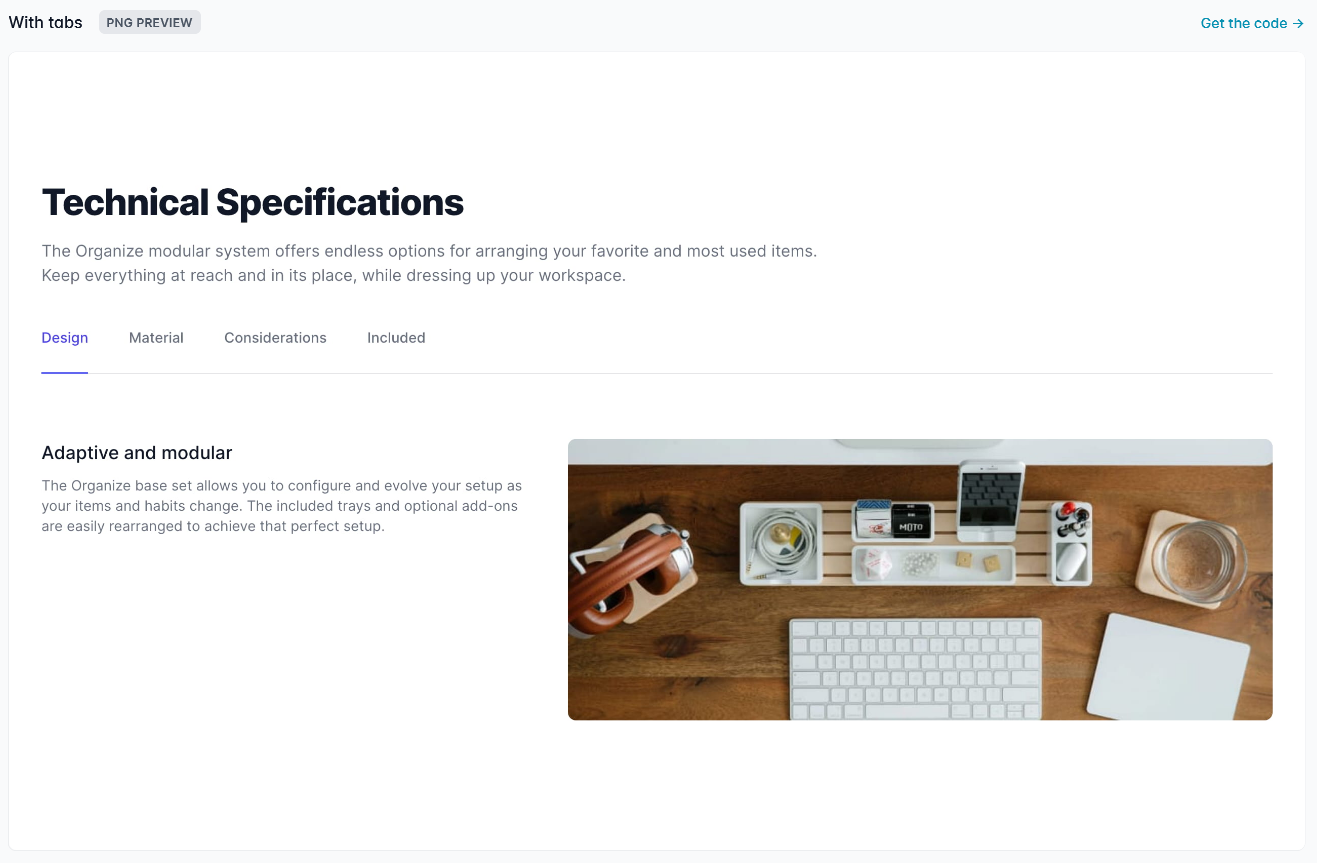 With tabs PNG PREVIEW Get the code →
Technical Specifications
The Organize modular system offers endless options for arranging your favorite and most used items.
Keep everything at reach and in its place, while dressing up your workspace.
Design Material Considerations Included
Adaptive and modular
The Organize base set allows you to configure and evolve your setup as
your items and habits change. The included trays and optional add-ons
are easily rearranged to achieve that perfect setup.
MOTO